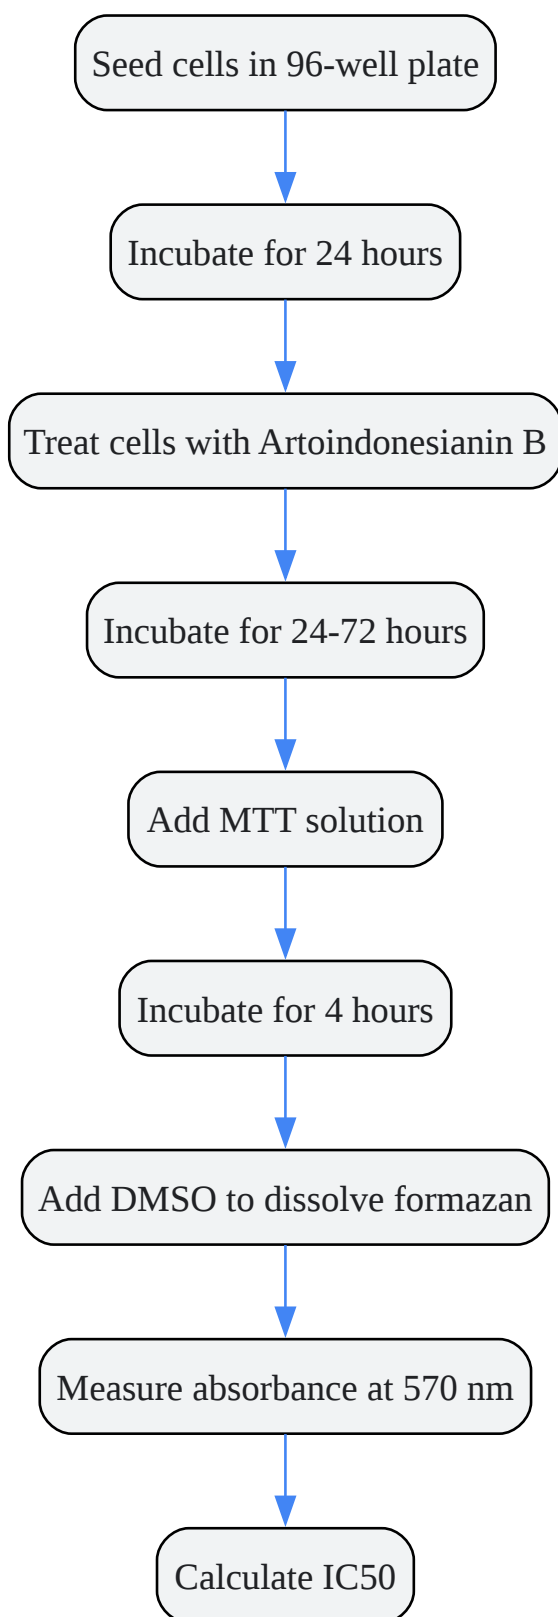 Seed cells in 96-well plate
Incubate for 24 hours
Treat cells with Artoindonesianin B
Incubate for 24-72 hours
Add MTT solution
Incubate for 4 hours
Add DMSO to dissolve formazan
Measure absorbance at 570 nm
Calculate IC50